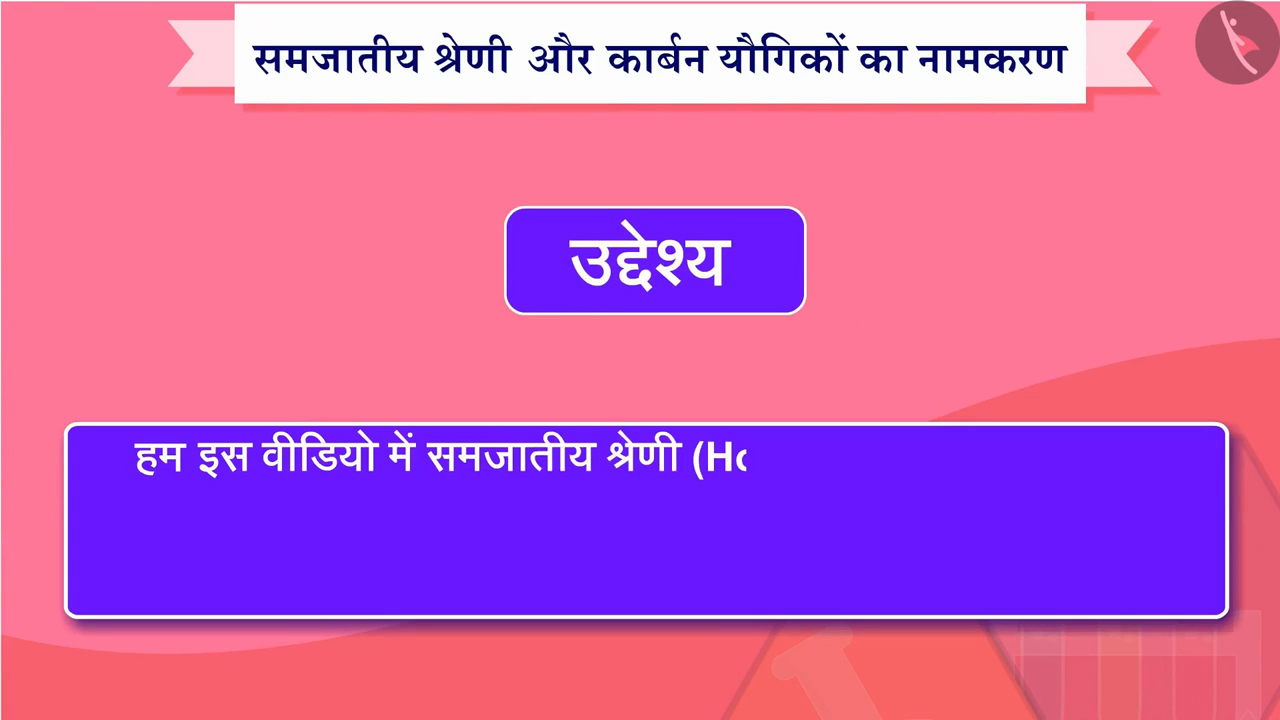 समजातीय श्रेणी और कार्बन यौगिकों का नामकरण
उद्देश्य
हम इस वीडियो में समजातीय श्रेणी